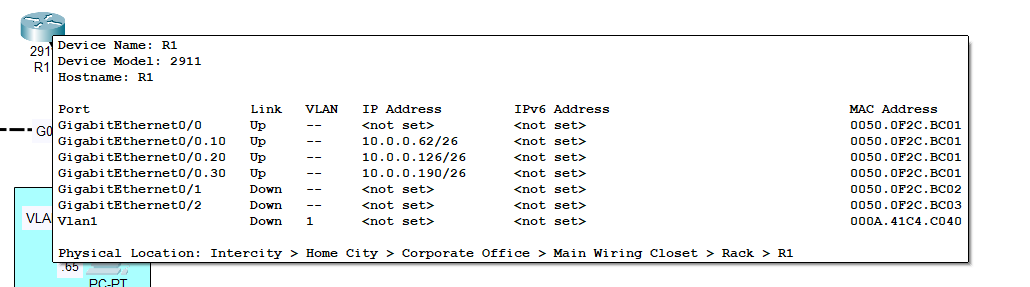 291
R1
G0
VLA
.65
PC-PT
Device Name: R1
Device Model: 2911
Hostname: R1
Port Link VLAN IP Address IPv6 Address MAC Address
GigabitEthernet0/0 Up -- <not set> <not set> 0050.0F2C.BC01
GigabitEthernet0/0.10 Up -- 10.0.0.62/26 <not set> 0050.0F2C.BC01
GigabitEthernet0/0.20 Up -- 10.0.0.126/26 <not set> 0050.0F2C.BC01
GigabitEthernet0/0.30 Up -- 10.0.0.190/26 <not set> 0050.0F2C.BC01
GigabitEthernet0/1 Down -- <not set> <not set> 0050.0F2C.BC02
GigabitEthernet0/2 Down -- <not set> <not set> 0050.0F2C.BC03
Vlan1 Down 1 <not set> <not set> 000A.41C4.C040
Physical Location: Intercity > Home City > Corporate Office > Main Wiring Closet > Rack > R1